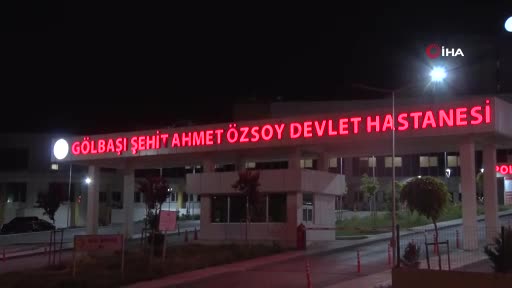 İHA
GÖLBAŞI ŞEHİT AHMET ÖZSOY DEVLET HASTANESİ